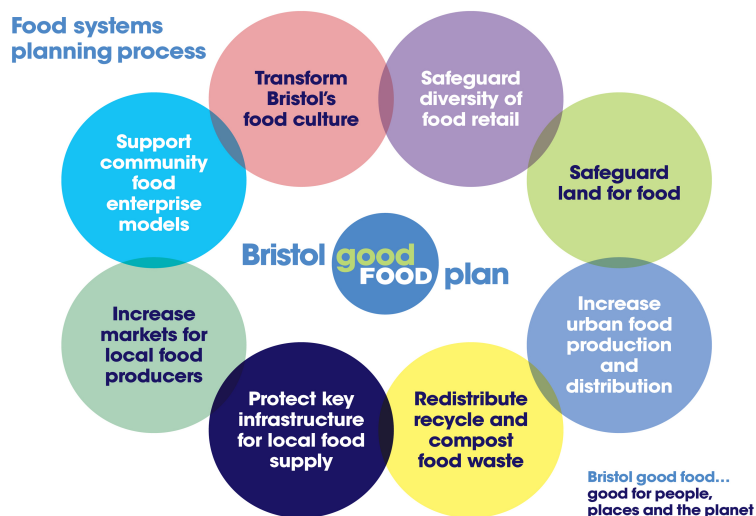 Food systems
planning process
Transform
Bristol's
food culture
Safeguard
diversity of
food retail
Safeguard
land for food
Increase
urban food
production
and
distribution
Redistribute
recycle and
compost
food waste
Protect key
infrastructure
for local food
supply
Increase
markets for
local food
producers
Support
community
food
enterprise
models
Bristol good FOOD plan
Bristol good food...
good for people,
places and the planet